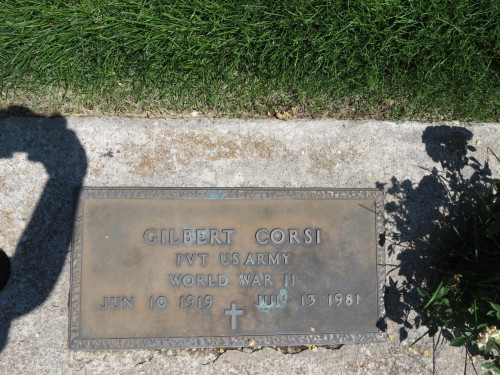 GILBERT CORSI
PVT US ARMY
WORLD WAR II
JUN 10 1919 JUN 13 1981